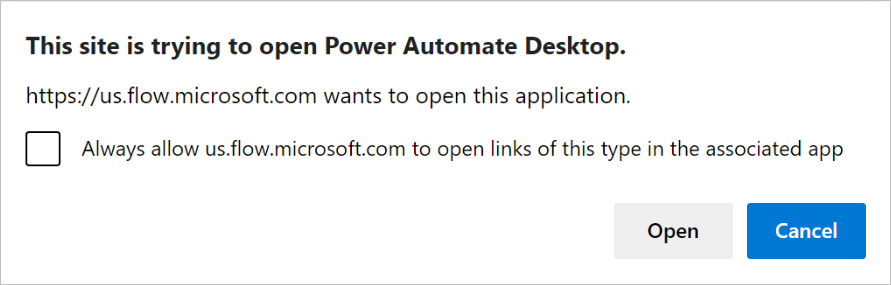 This site is trying to open Power Automate Desktop.
https://us.flow.microsoft.com wants to open this application.
Always allow us.flow.microsoft.com to open links of this type in the associated app
Open
Cancel